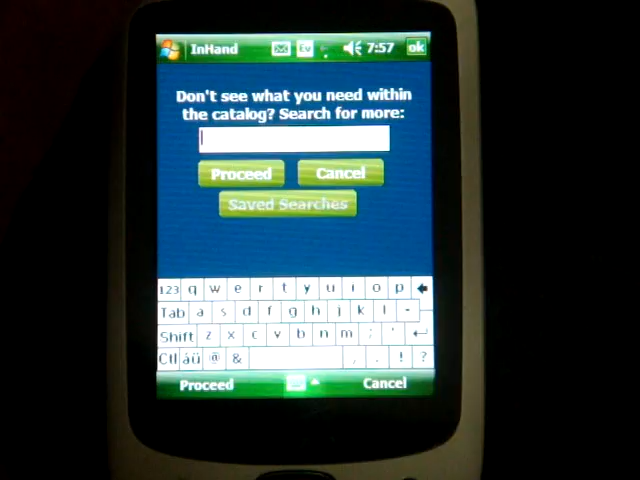 InHand Ev 7:57 ok
Don't see what you need within
the catalog? Search for more:
Proceed Cancel
Saved Searches
123 q w e r t y u i o p
Tab a s d f g h j k l -
Shift z x c v b n m ; '
Ctl áü @ & , . ! ?
Proceed Cancel